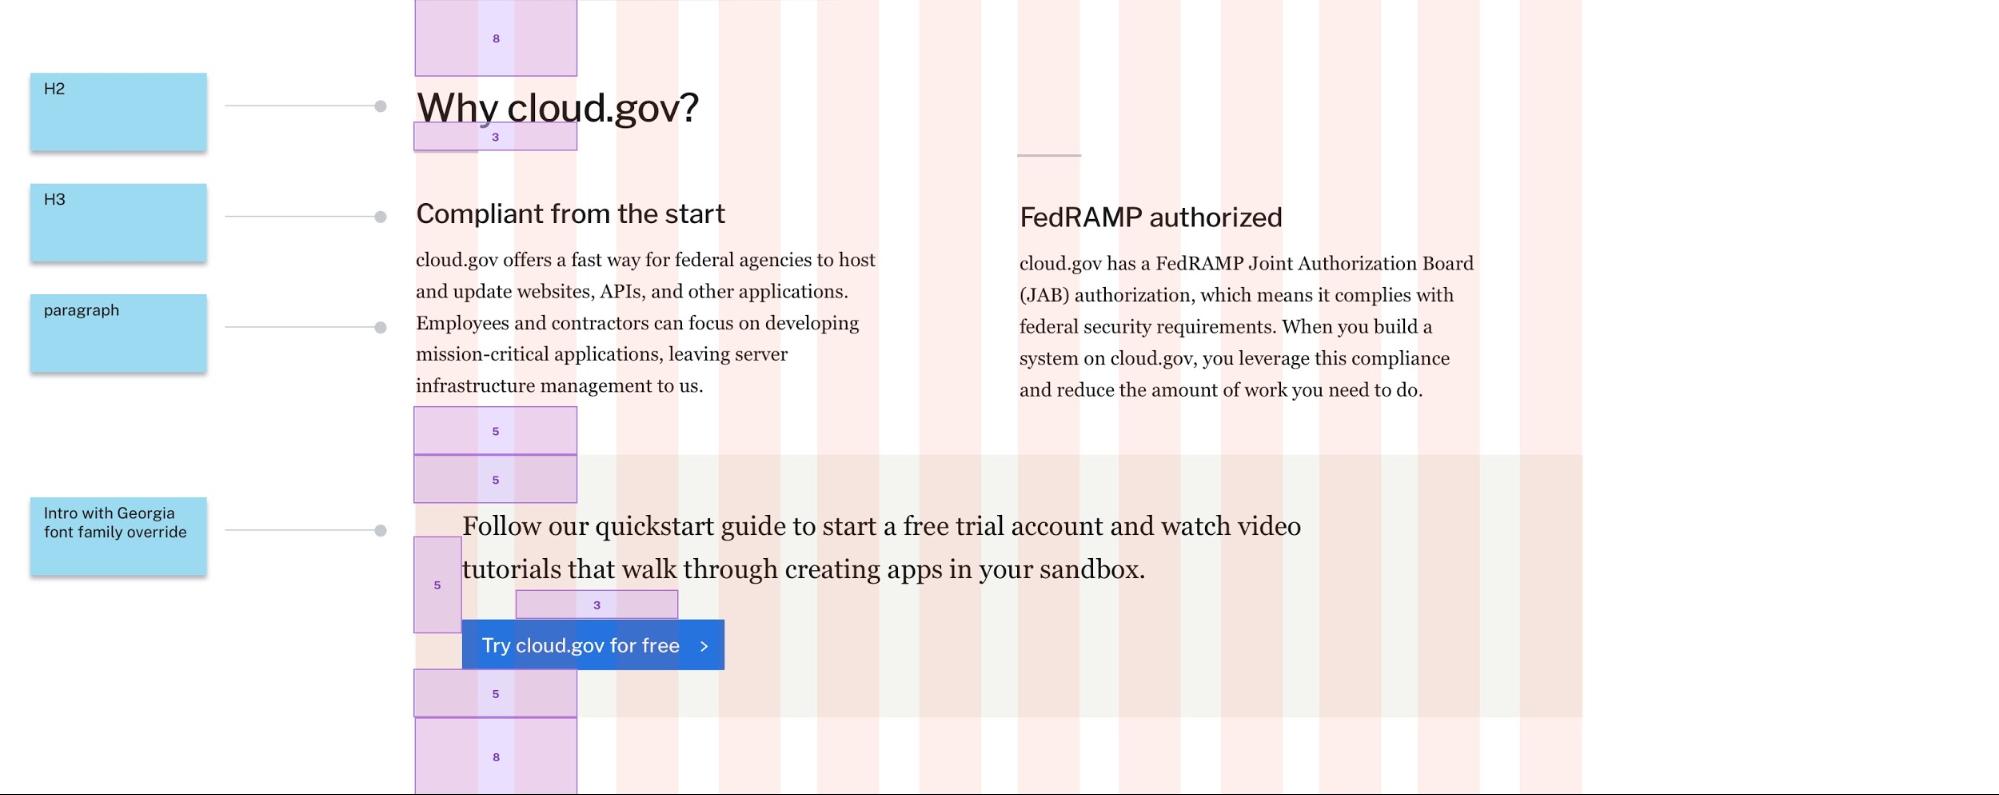 8
H2
Why cloud.gov?
3
H3
Compliant from the start
cloud.gov offers a fast way for federal agencies to host
and update websites, APIs, and other applications.
Employees and contractors can focus on developing
mission-critical applications, leaving server
infrastructure management to us.
FedRAMP authorized
cloud.gov has a FedRAMP Joint Authorization Board
(JAB) authorization, which means it complies with
federal security requirements. When you build a
system on cloud.gov, you leverage this compliance
and reduce the amount of work you need to do.
paragraph
5
5
Intro with Georgia
font family override
Follow our quickstart guide to start a free trial account and watch video
tutorials that walk through creating apps in your sandbox.
5
3
Try cloud.gov for free >
5
8